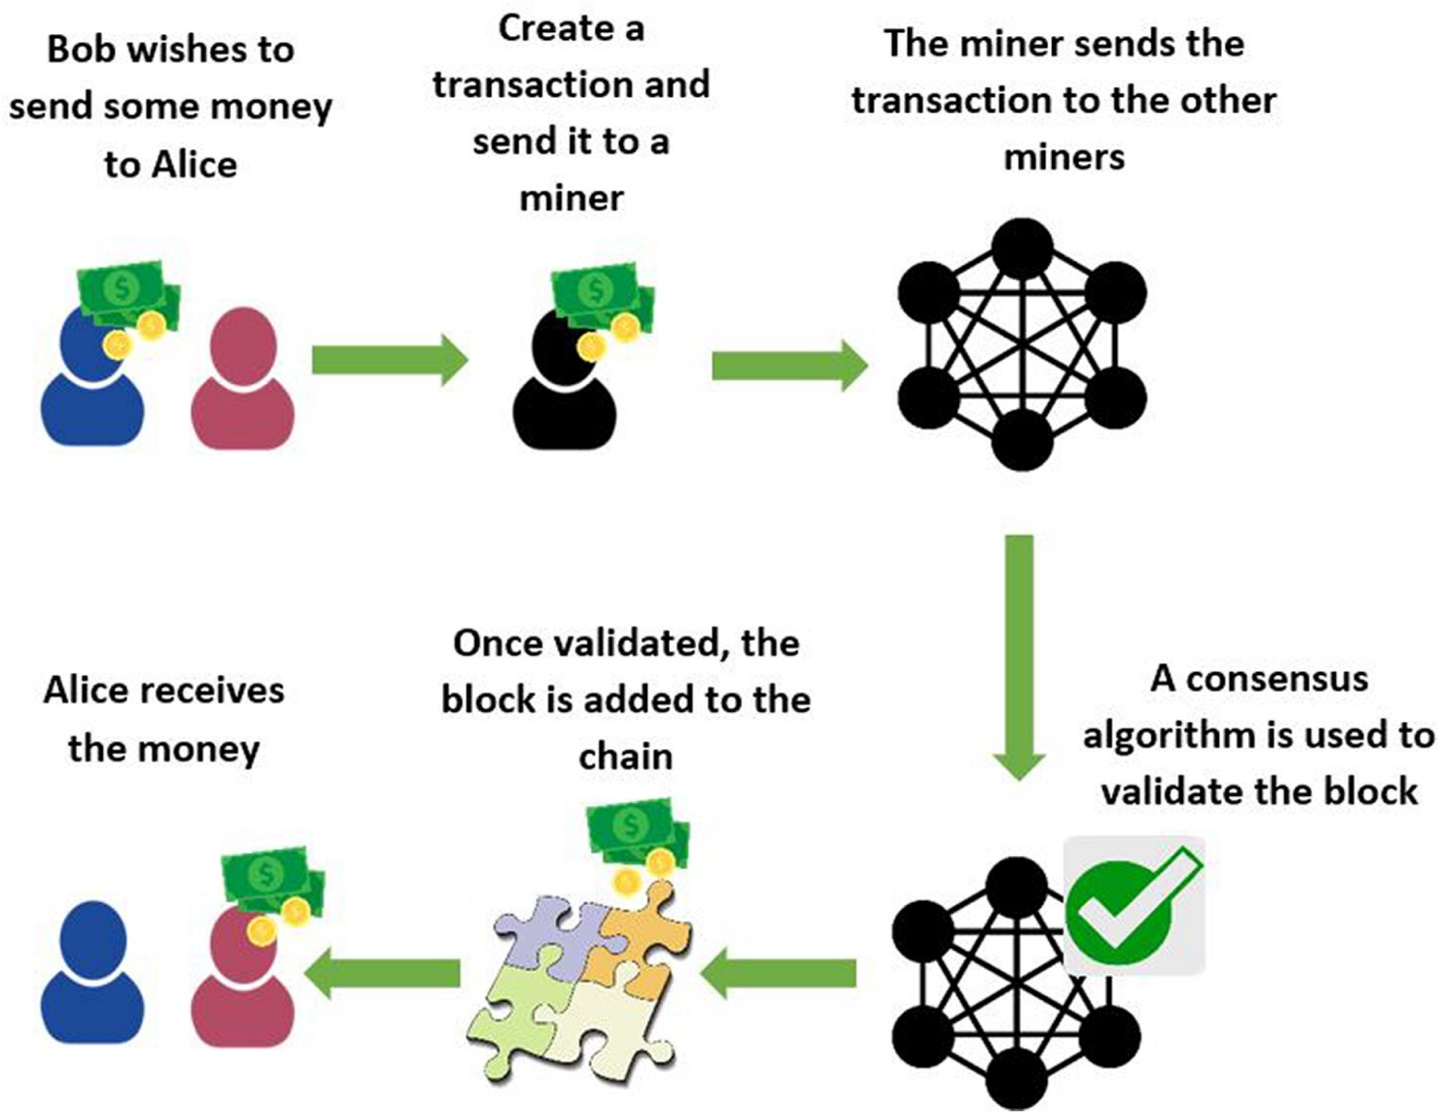 Bob wishes to
send some money
to Alice
Create a
transaction and
send it to a
miner
The miner sends the
transaction to the other
miners
A consensus
algorithm is used to
validate the block
Once validated, the
block is added to the
chain
Alice receives
the money